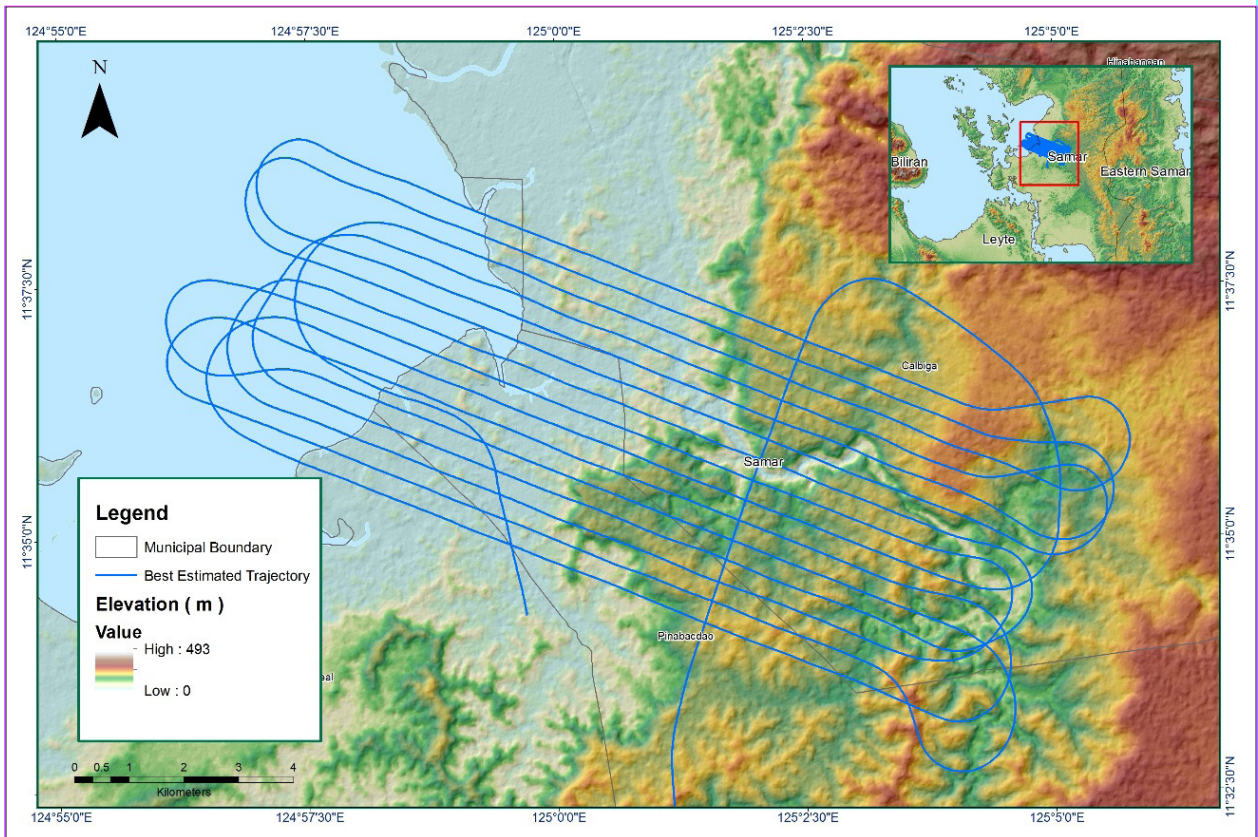 124°55'0"E 124°57'30"E 125°0'0"E 125°2'30"E 125°5'0"E
N
Hinabangan
Biliran
Samar
Eastern Samar
Leyte
11°37'30"N
11°37'30"N
Calbiga
Samar
11°35'0"N
11°35'0"N
Pinabacdao
Legend
Municipal Boundary
Best Estimated Trajectory
Elevation ( m )
Value
High : 493
Low : 0
0 0.5 1 2 3 4
Kilometers
11°32'30"N
124°55'0"E 124°57'30"E 125°0'0"E 125°2'30"E 125°5'0"E